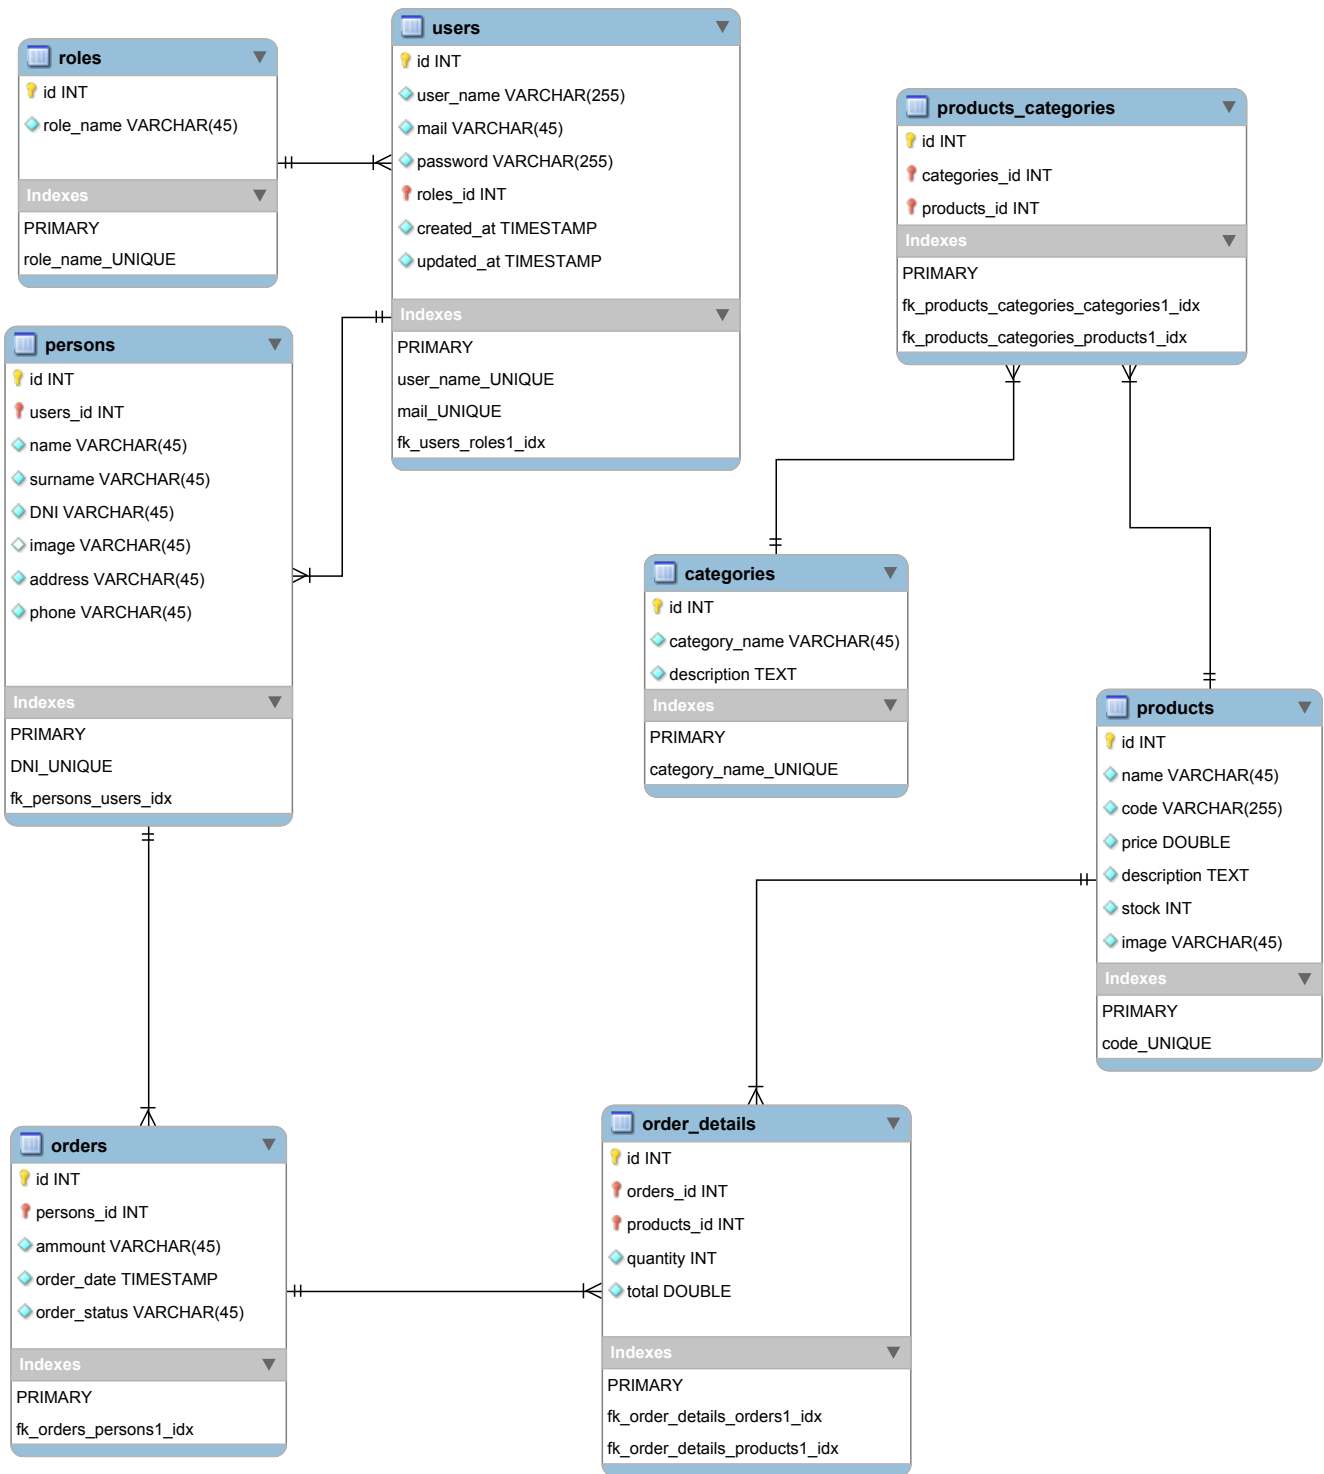 roles
id INT
role_name VARCHAR(45)
Indexes
PRIMARY
role_name_UNIQUE
users
id INT
user_name VARCHAR(255)
mail VARCHAR(45)
password VARCHAR(255)
roles_id INT
created_at TIMESTAMP
updated_at TIMESTAMP
Indexes
PRIMARY
user_name_UNIQUE
mail_UNIQUE
fk_users_roles1_idx
products_categories
id INT
categories_id INT
products_id INT
Indexes
PRIMARY
fk_products_categories_categories1_idx
fk_products_categories_products1_idx
persons
id INT
users_id INT
name VARCHAR(45)
surname VARCHAR(45)
DNI VARCHAR(45)
image VARCHAR(45)
address VARCHAR(45)
phone VARCHAR(45)
Indexes
PRIMARY
DNI_UNIQUE
fk_persons_users_idx
categories
id INT
category_name VARCHAR(45)
description TEXT
Indexes
PRIMARY
category_name_UNIQUE
products
id INT
name VARCHAR(45)
code VARCHAR(255)
price DOUBLE
description TEXT
stock INT
image VARCHAR(45)
Indexes
PRIMARY
code_UNIQUE
orders
id INT
persons_id INT
ammount VARCHAR(45)
order_date TIMESTAMP
order_status VARCHAR(45)
Indexes
PRIMARY
fk_orders_persons1_idx
order_details
id INT
orders_id INT
products_id INT
quantity INT
total DOUBLE
Indexes
PRIMARY
fk_order_details_orders1_idx
fk_order_details_products1_idx